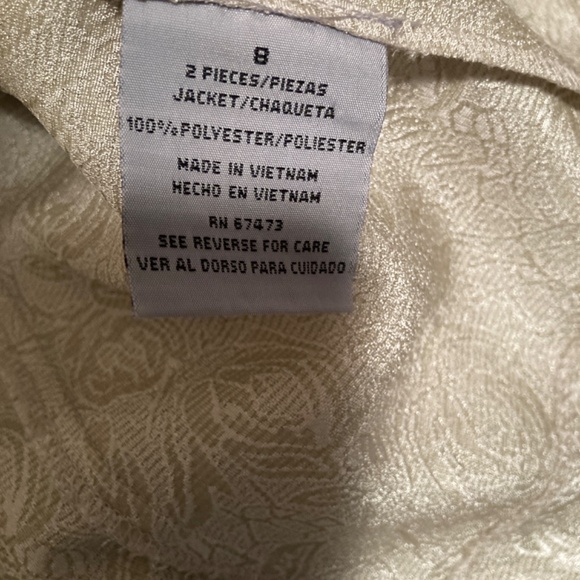 8
2 PIECES/PIEZAS
JACKET/CHAQUETA
100%POLYESTER/POLIESTER
MADE IN VIETNAM
HECHO EN VIETNAM
RN 67473
SEE REVERSE FOR CARE
VER AL DORSO PARA CUIDADO